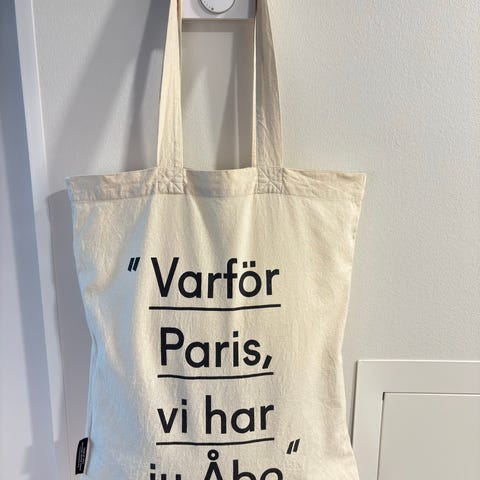 " Varför
Paris,
vi har
ju Åbo "